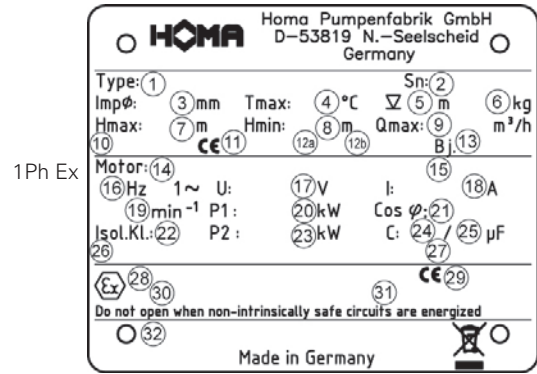 HOMA
Homa Pumpenfabrik GmbH
D-53819 N.-Seelscheid
Germany
Type: 1 Sn: 2
ImpØ: 3 mm Tmax: 4 °C ∇ 5 m 6 kg
Hmax: 7 m Hmin: 8 m Qmax: 9 m³/h
10 CE 11 12a 12b Bj. 13
1Ph Ex
Motor: 14 15
16 Hz 1~ U: 17 V I: 18 A
19 min⁻¹ P1: 20 kW Cos φ: 21
Isol.Kl.: 22 P2: 23 kW C: 24 / 25 µF
26 27
Ex 28 CE 29
30 31
Do not open when non-intrinsically safe circuits are energized
32
Made in Germany